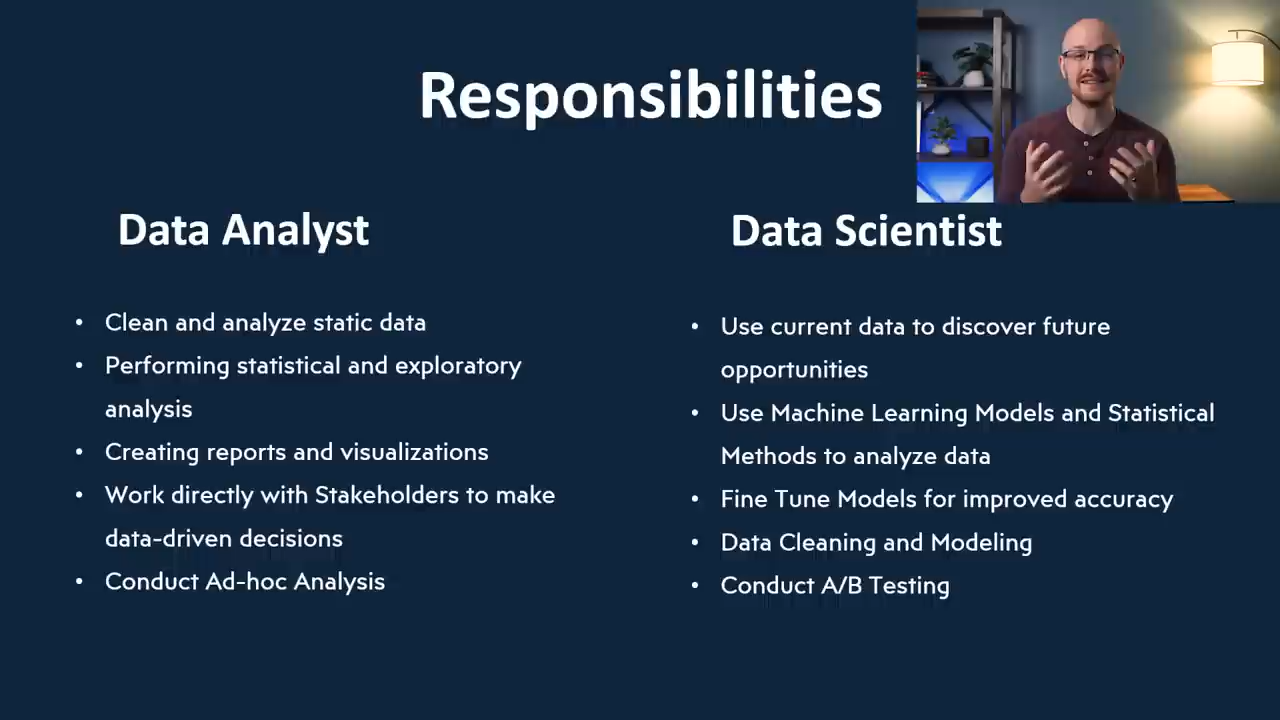 Responsibilities
Data Analyst
• Clean and analyze static data
• Performing statistical and exploratory
analysis
• Creating reports and visualizations
• Work directly with Stakeholders to make
data-driven decisions
• Conduct Ad-hoc Analysis
Data Scientist
• Use current data to discover future
opportunities
• Use Machine Learning Models and Statistical
Methods to analyze data
• Fine Tune Models for improved accuracy
• Data Cleaning and Modeling
• Conduct A/B Testing